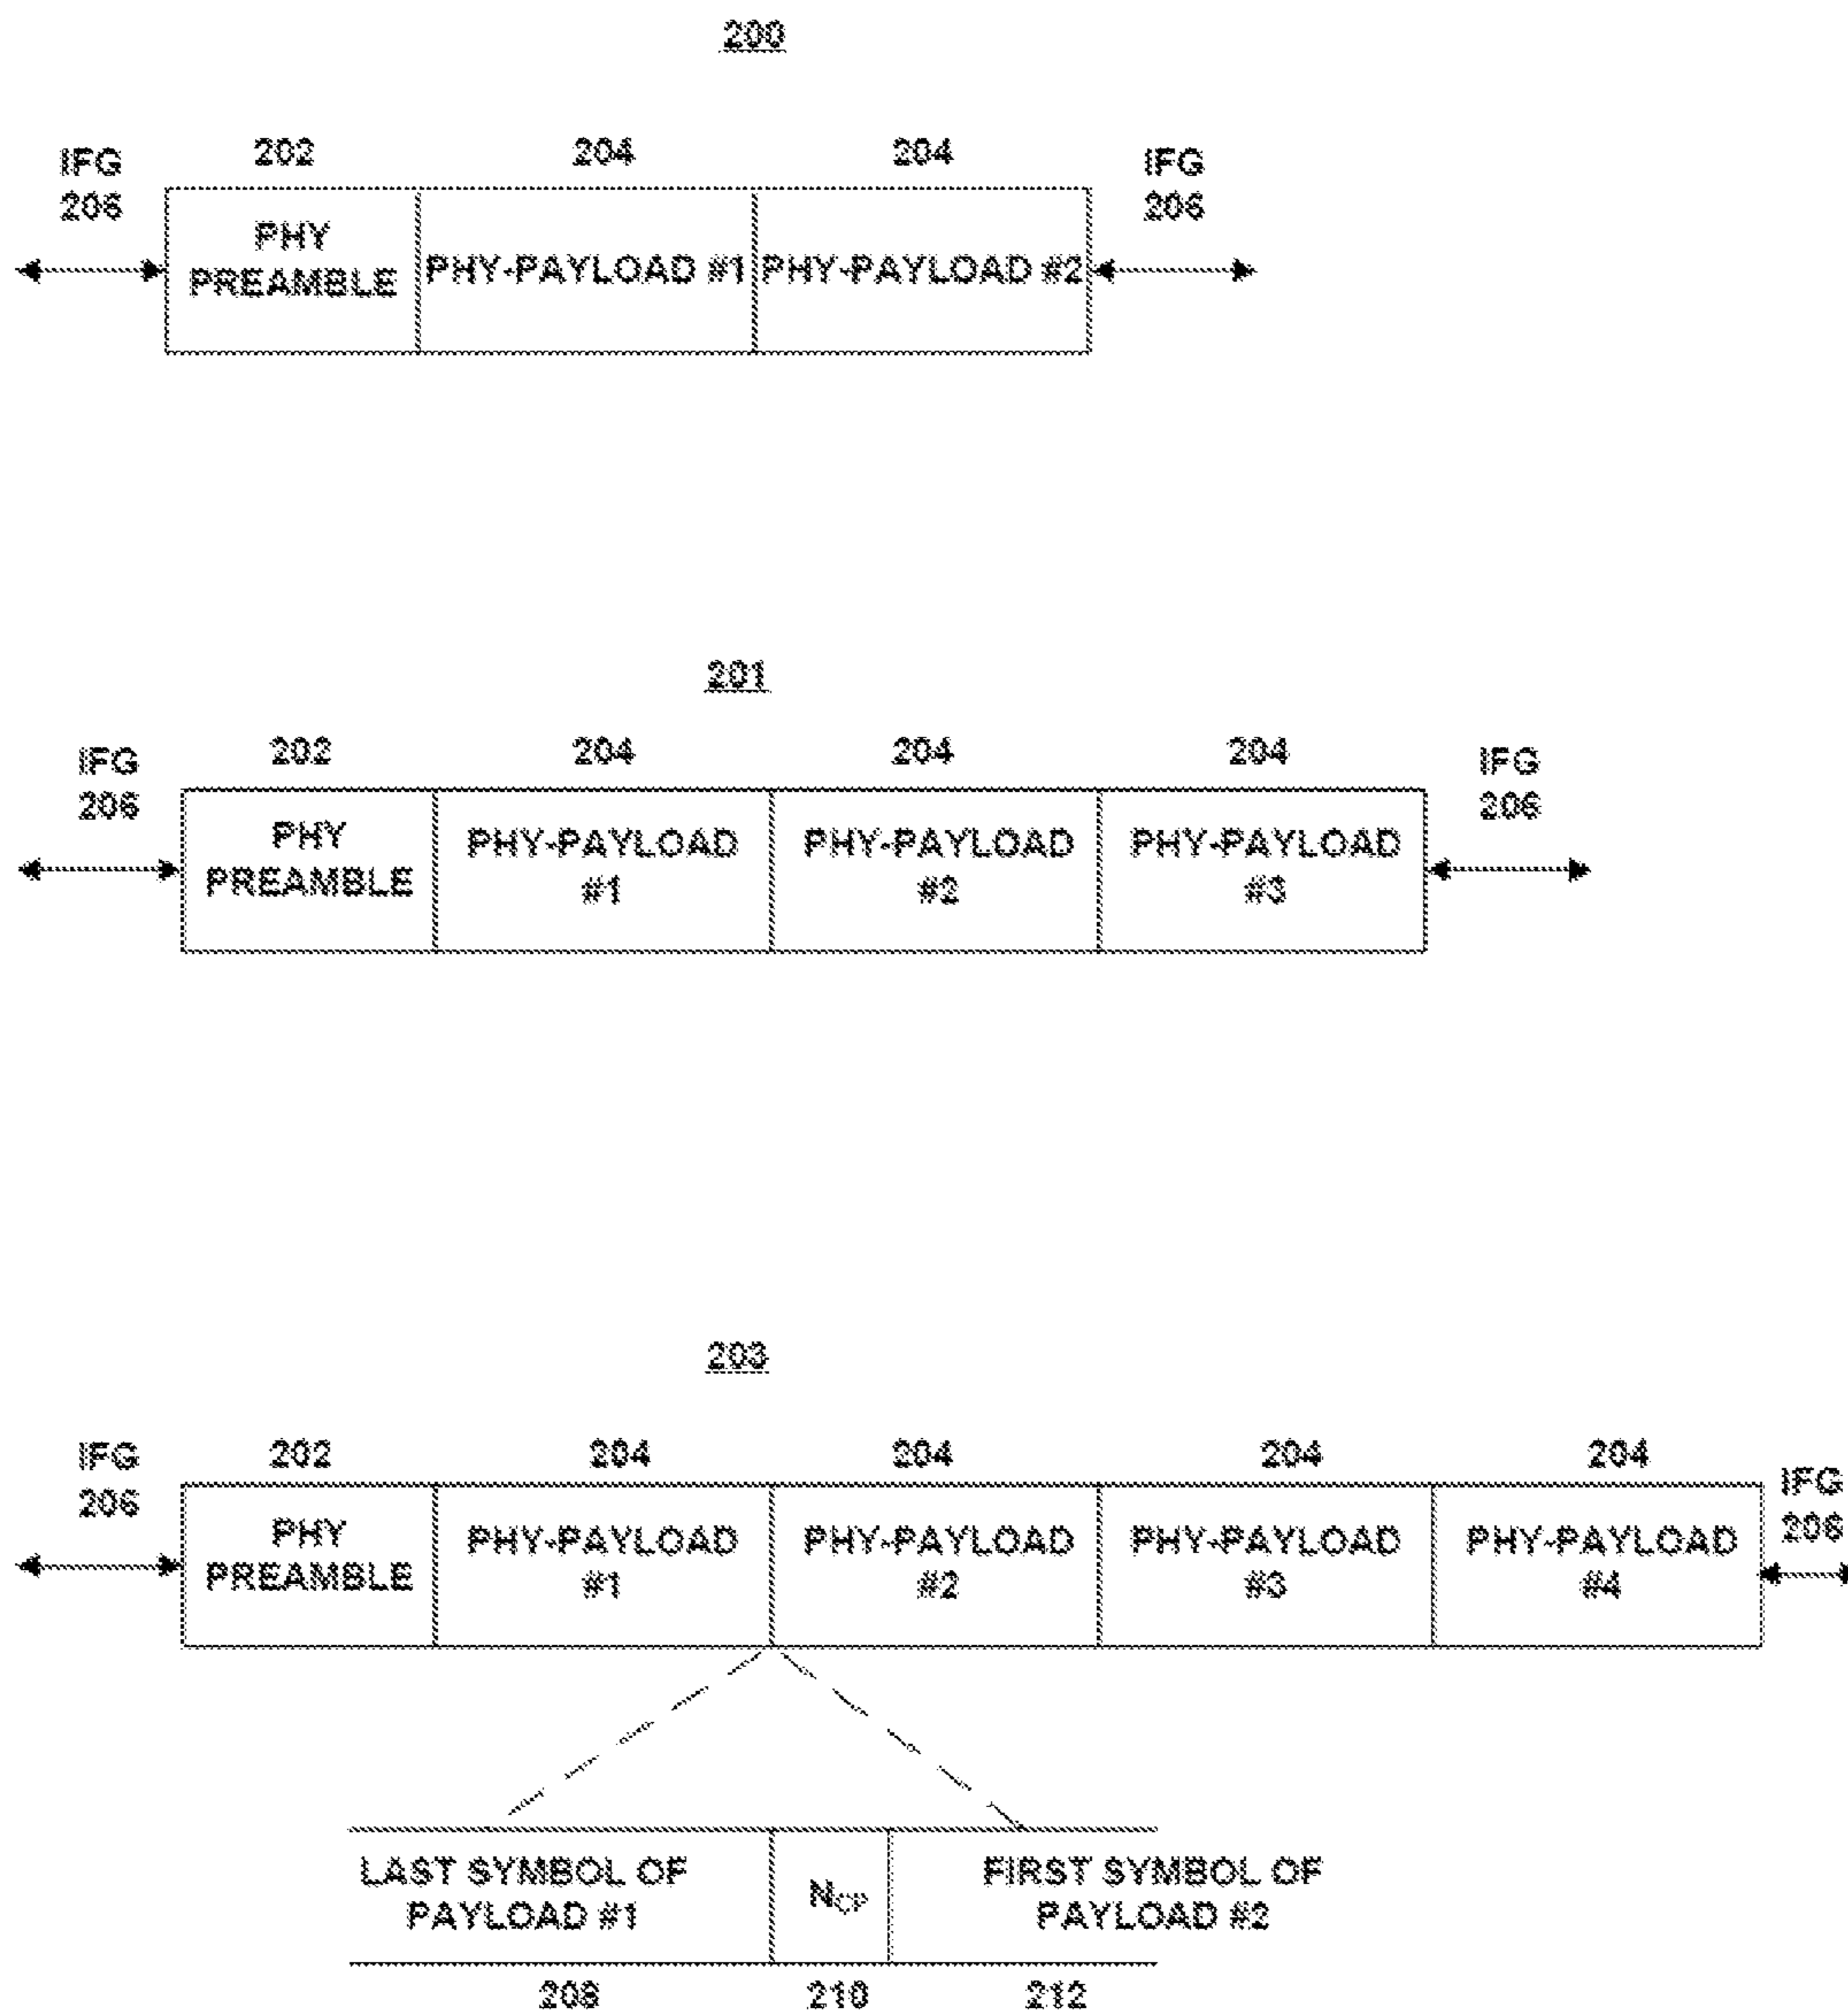 200
IFG
206
202
204
204
IFG
206
PHY
PREAMBLE
PHY-PAYLOAD #1
PHY-PAYLOAD #2
201
IFG
206
202
204
204
204
IFG
206
PHY
PREAMBLE
PHY-PAYLOAD
#1
PHY-PAYLOAD
#2
PHY-PAYLOAD
#3
203
IFG
206
202
204
204
204
204
IFG
206
PHY
PREAMBLE
PHY-PAYLOAD
#1
PHY-PAYLOAD
#2
PHY-PAYLOAD
#3
PHY-PAYLOAD
#4
LAST SYMBOL OF
PAYLOAD #1
NCP
FIRST SYMBOL OF
PAYLOAD #2
208
210
212